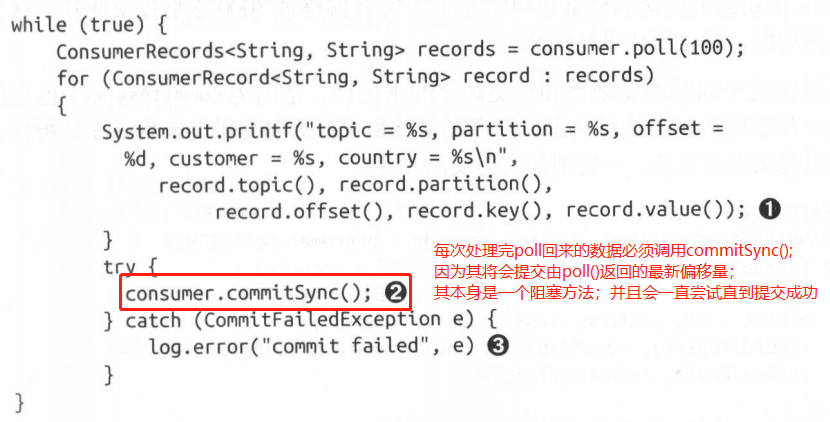 while (true) {
ConsumerRecords<String, String> records = consumer.poll(100);
for (ConsumerRecord<String, String> record : records)
{
System.out.printf("topic = %s, partition = %s, offset =
%d, customer = %s, country = %s\n",
record.topic(), record.partition(),
record.offset(), record.key(), record.value()); ❶
}
try {
consumer.commitSync(); ❷
} catch (CommitFailedException e) {
log.error("commit failed", e) ❸
}
}
每次处理完poll回来的数据必须调用commitSync();
因为其将会提交由poll()返回的最新偏移量；
其本身是一个阻塞方法；并且会一直尝试直到提交成功